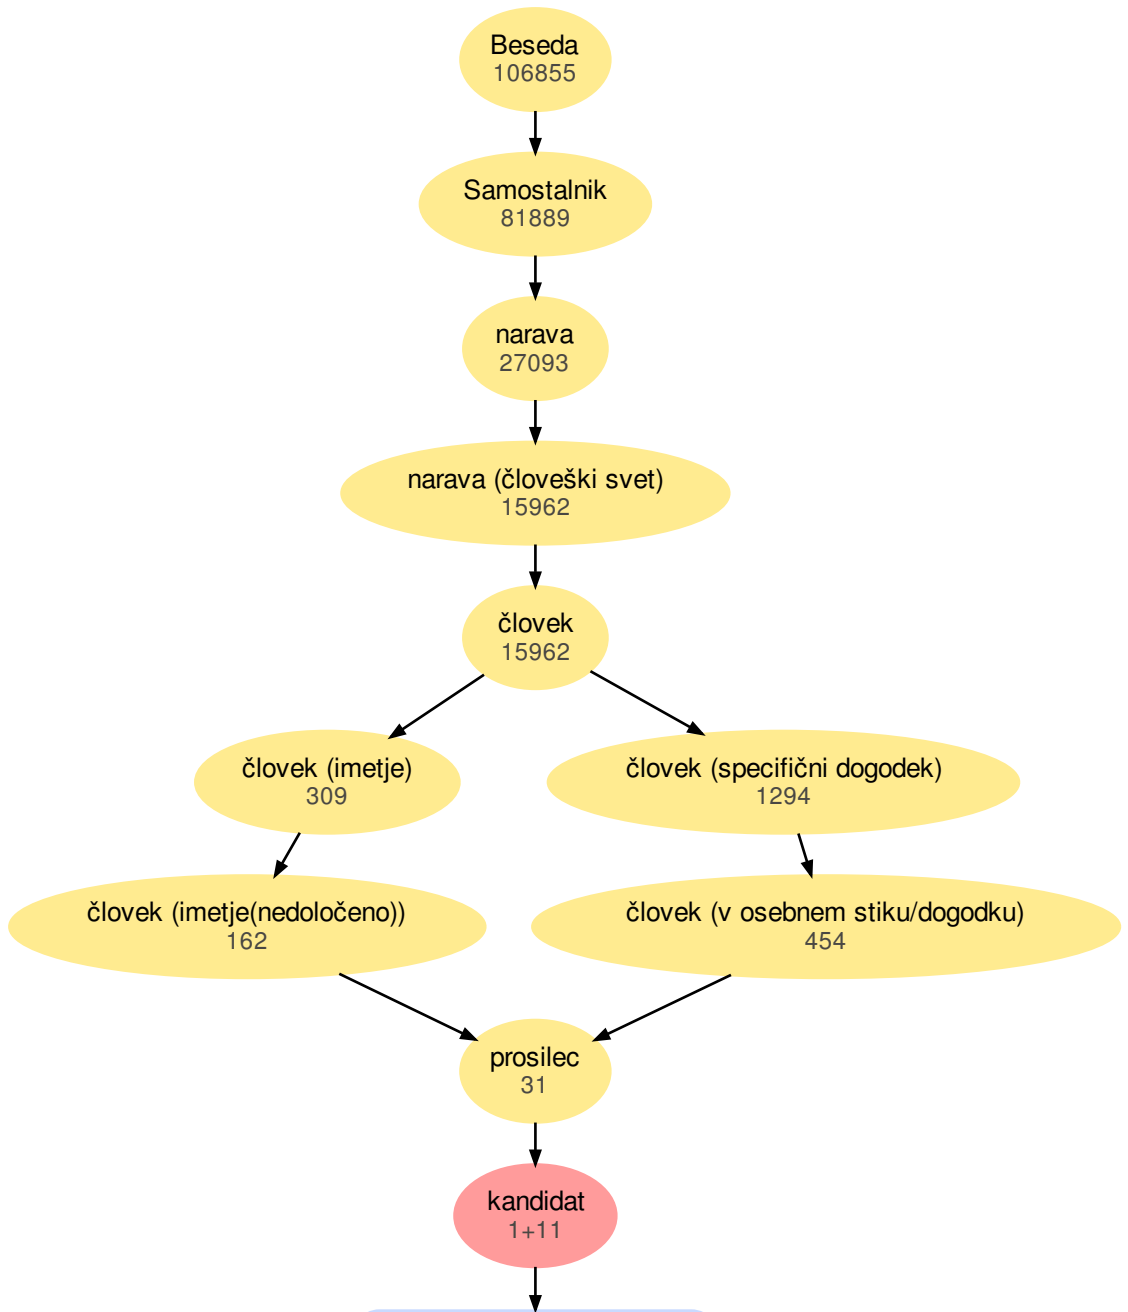 Beseda
106855
Samostalnik
81889
narava
27093
narava (človeški svet)
15962
človek
15962
človek (imetje)
309
človek (specifični dogodek)
1294
človek (imetje(nedoločeno))
162
človek (v osebnem stiku/dogodku)
454
prosilec
31
kandidat
1+11